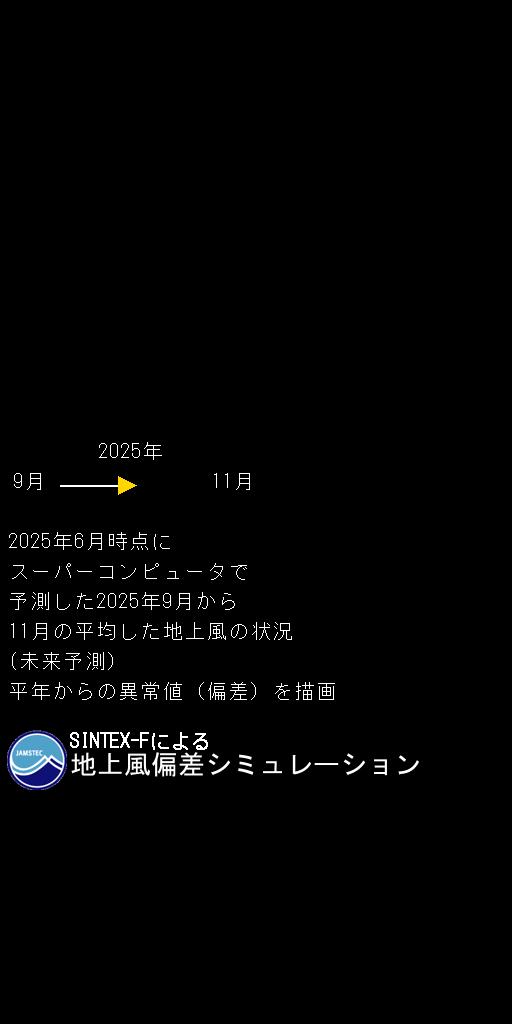 2025年
9月 11月
2025年6月時点に
スーパーコンピュータで
予測した2025年9月から
11月の平均した地上風の状況
(未来予測)
平年からの異常値（偏差）を描画
SINTEX-Fによる
JAMSTEC
地上風偏差シミュレーション